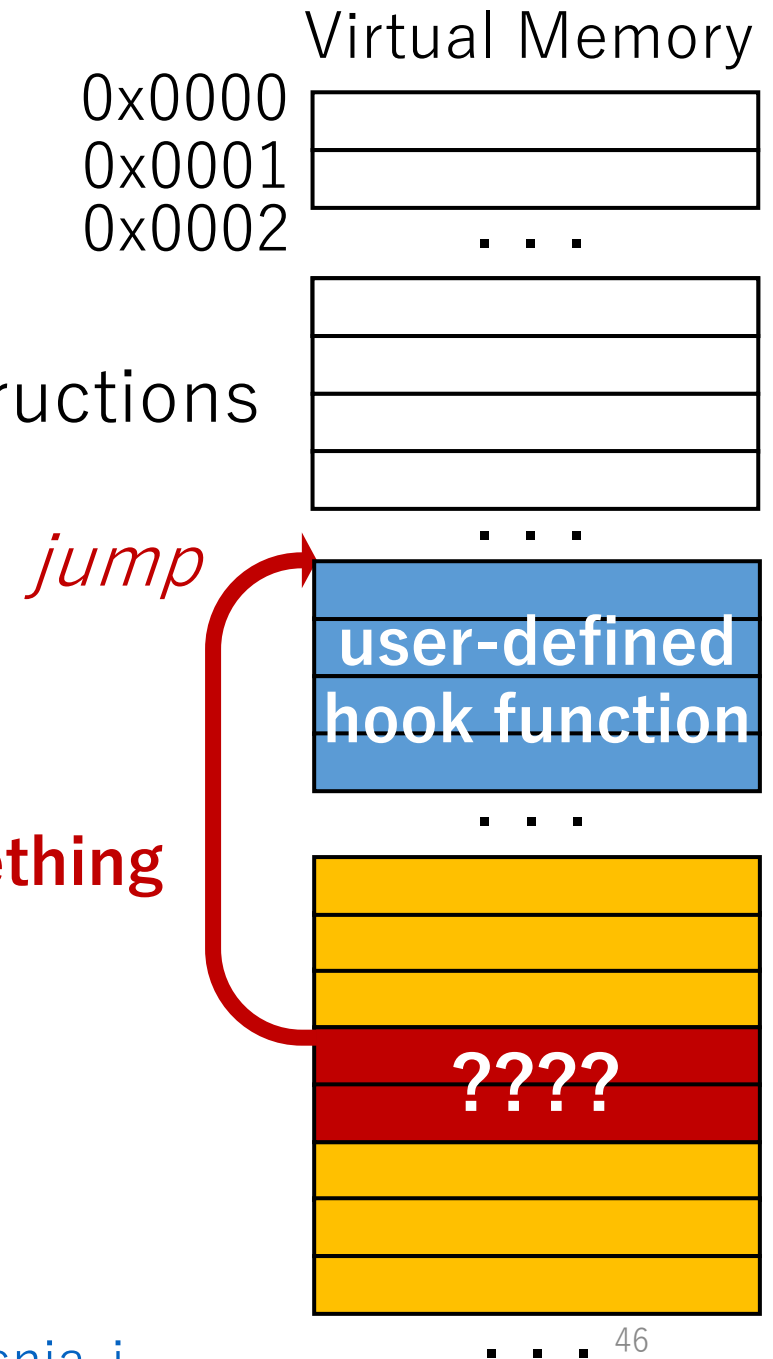 Virtual Memory
0x0000
0x0001
0x0002
. . .
ructions
. . .
jump
user-defined
hook function
. . .
ething
????
. . .
46